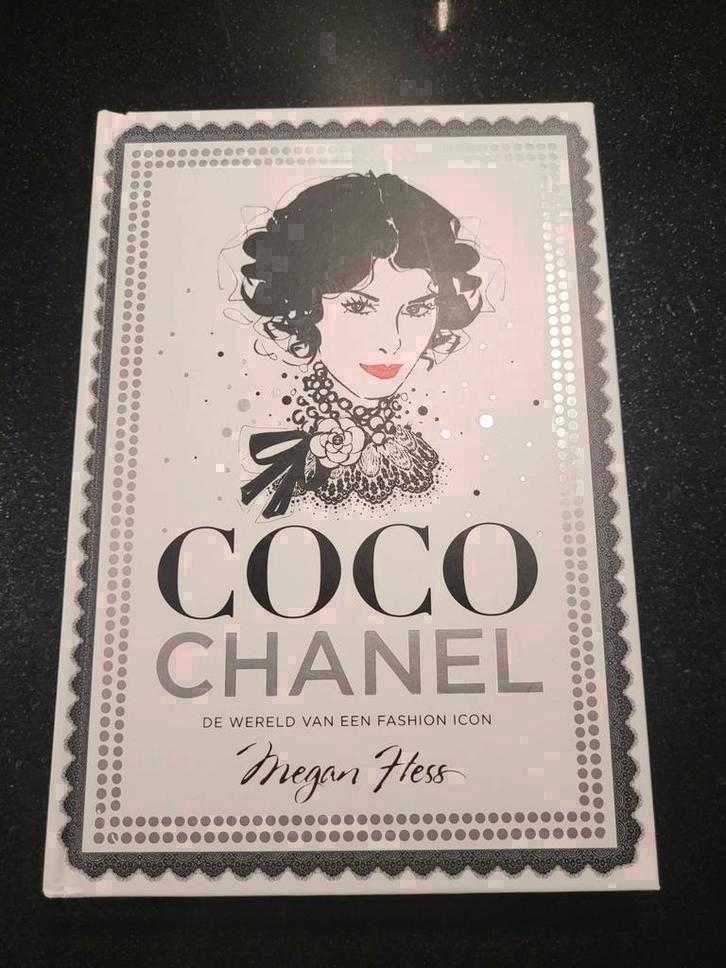 COCO
CHANEL
DE WERELD VAN EEN FASHION ICON
Megan Hess